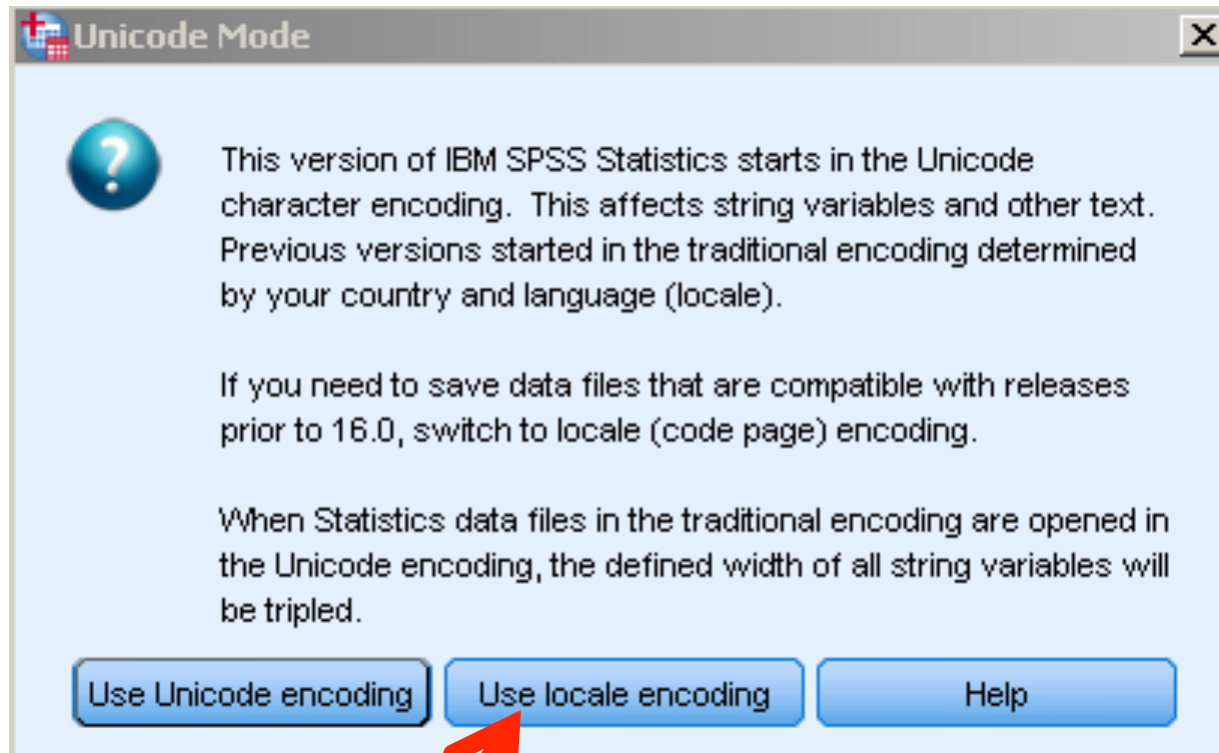 Unicode Mode
This version of IBM SPSS Statistics starts in the Unicode
character encoding. This affects string variables and other text.
Previous versions started in the traditional encoding determined
by your country and language (locale).
If you need to save data files that are compatible with releases
prior to 16.0, switch to locale (code page) encoding.
When Statistics data files in the traditional encoding are opened in
the Unicode encoding, the defined width of all string variables will
be tripled.
Use Unicode encoding Use locale encoding Help